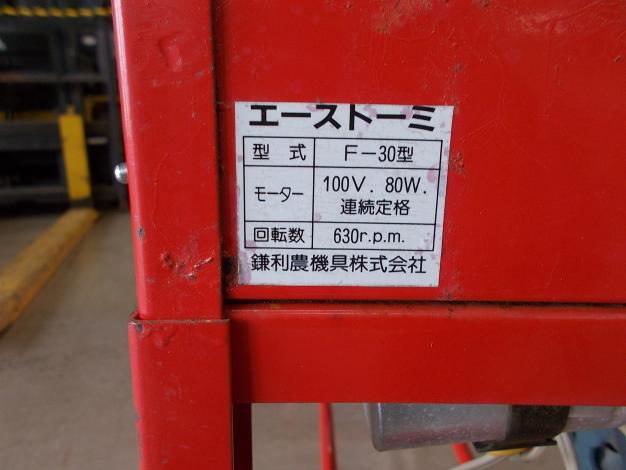 エーストーミ
型式 F-30型
モーター 100V. 80W.
連続定格
回転数 630r.p.m.
鎌利農機具株式会社